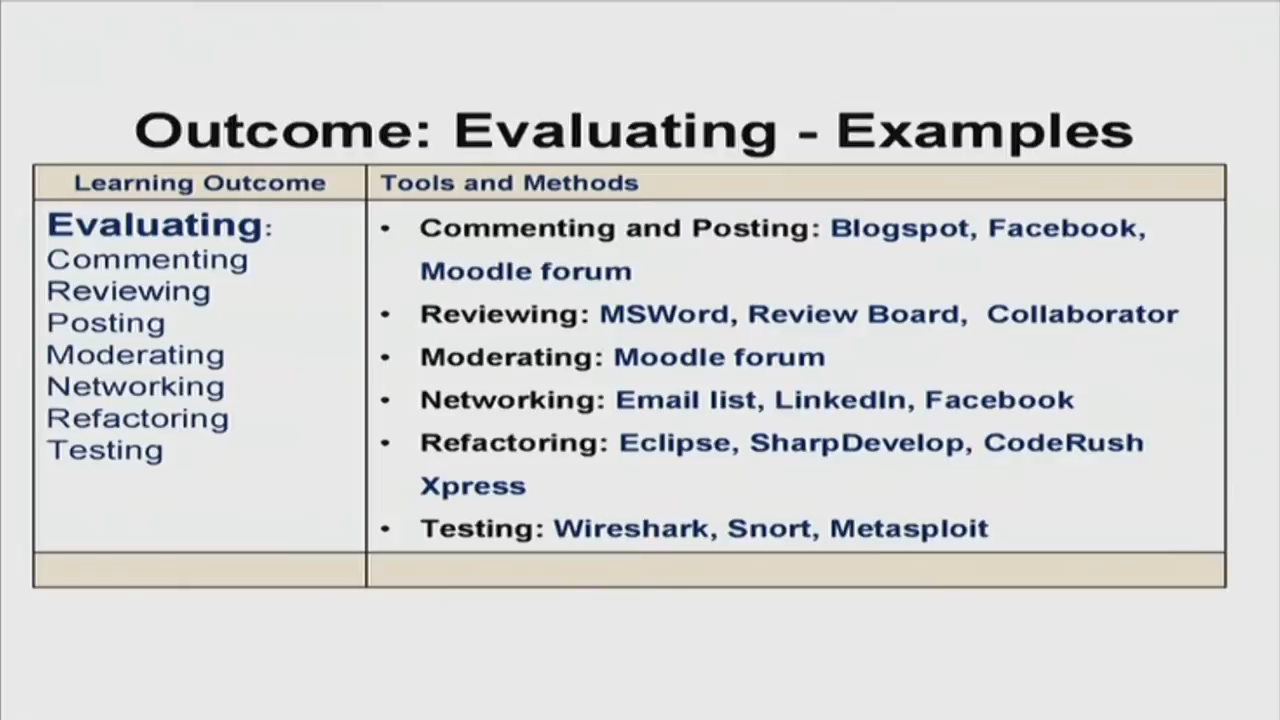 Outcome: Evaluating - Examples
Learning Outcome
Tools and Methods
Evaluating:
Commenting
Reviewing
Posting
Moderating
Networking
Refactoring
Testing
• Commenting and Posting: Blogspot, Facebook,
Moodle forum
• Reviewing: MSWord, Review Board, Collaborator
• Moderating: Moodle forum
• Networking: Email list, LinkedIn, Facebook
• Refactoring: Eclipse, SharpDevelop, CodeRush
Xpress
• Testing: Wireshark, Snort, Metasploit